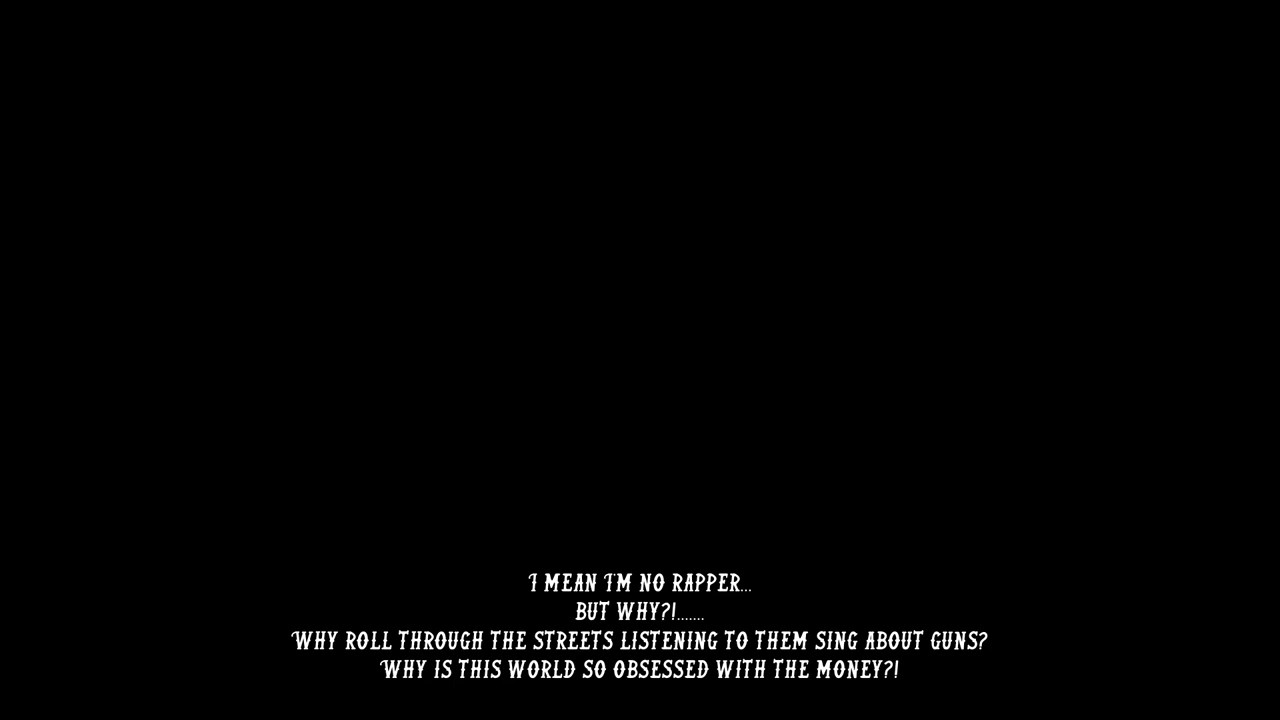 I mean I'm no rapper...
but why?!.......
Why roll through the streets listening to them sing about guns?
Why is this world so obsessed with the money?!